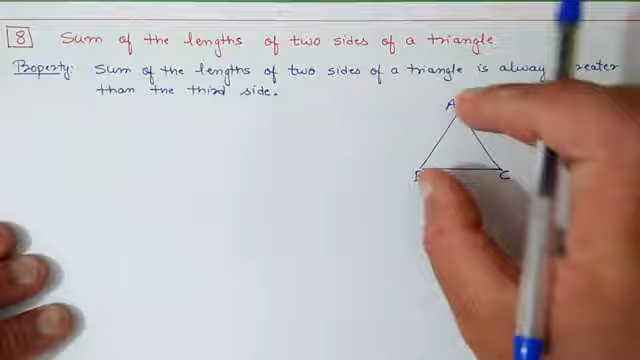 8 Sum of the lengths of two sides of a triangle
Property: Sum of the lengths of two sides of a triangle is
than the third side.
A
C